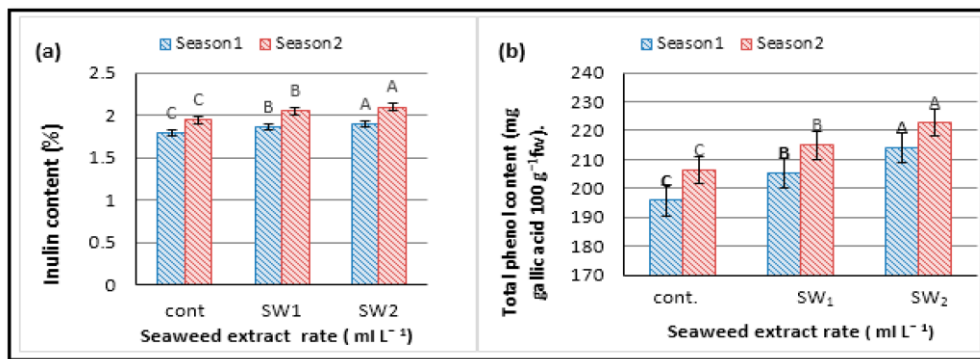 (a)
Season1 Season2
Inulin content (%)
2.5
2
1.5
1
0.5
0
C C B B A A
cont SW1 SW2
Seaweed extract rate ( ml L⁻¹)
(b)
Season1 Season2
Total phenol content (mg
gallic acid 100 g⁻¹fw).
240
230
220
210
200
190
180
170
C C B B A A
cont. SW₁ SW₂
Seaweed extract rate ( ml L⁻¹)